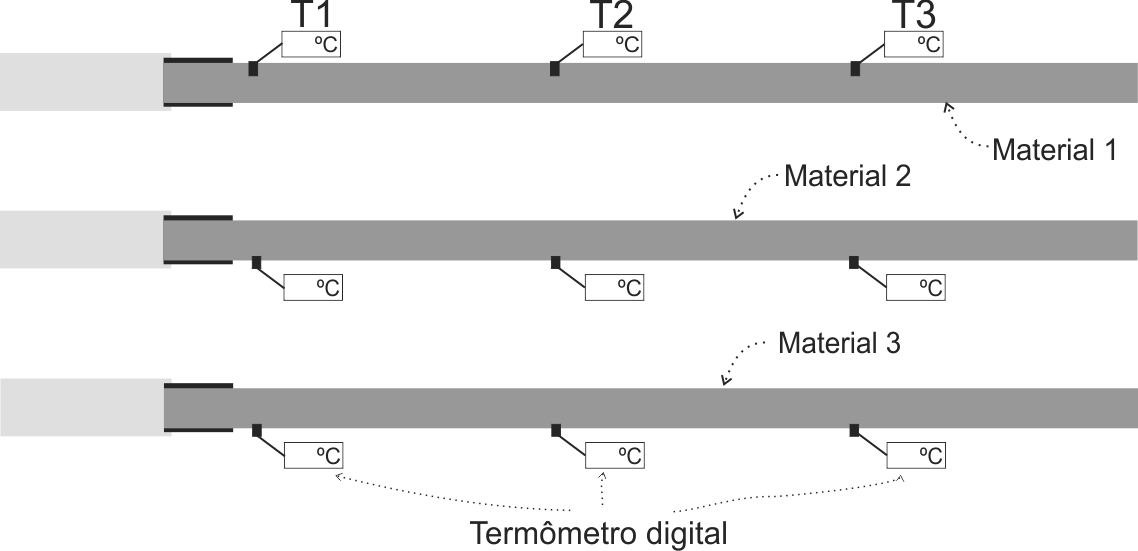 T1 T2 T3
ºC ºC ºC
Material 1
Material 2
ºC ºC ºC
Material 3
ºC ºC ºC
Termômetro digital